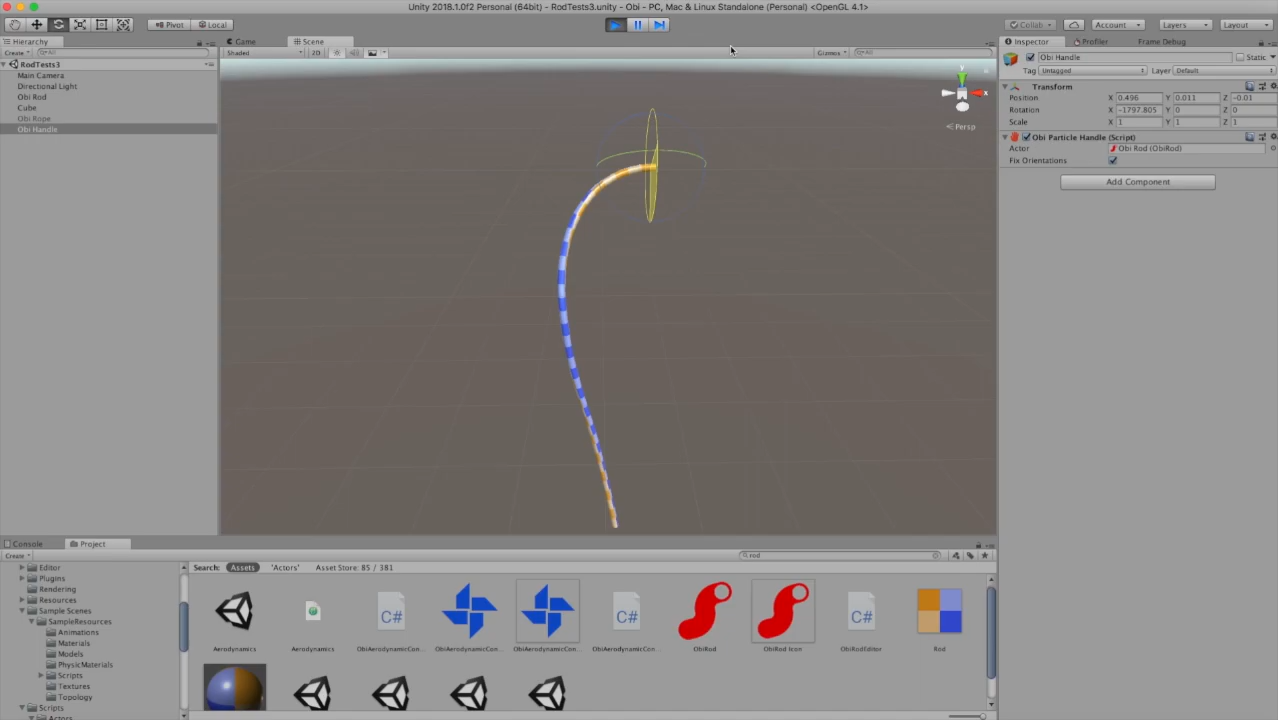 Unity 2018.1.0f2 Personal (64bit) - RodTests3.unity - Obi - PC, Mac & Linux Standalone (Personal) <OpenGL 4.1>
Pivot Local Collab Account Layers Layout
Hierarchy Game Scene Inspector Profiler Frame Debug
Create All Shaded 2D Gizmos All Obi Handle Static
RodTests3
Tag Untagged Layer Default
Main Camera
Directional Light
Transform
Obi Rod
Position X 0.496 Y 0.011 Z -0.01
Cube
Rotation X -1797.805 Y 0 Z 0
Obi Rope
Scale X 1 Y 1 Z 1
Obi Handle
y x
Persp
Obi Particle Handle (Script)
Actor Obi Rod (ObiRod)
Fix Orientations
Add Component
Console Project
Create rod
Search: Assets 'Actors' Asset Store: 85 / 381
Editor
Plugins
Rendering
Resources
Sample Scenes
SampleResources
Animations
Materials
Models
PhysicMaterials
Scripts
Textures
Topology
Scripts
Actors
C# C# C#
Aerodynamics Aerodynamics ObiAerodynamicCon... ObiAerodynamicCon... ObiAerodynamicCon... ObiAerodynamicCon... ObiRod ObiRod Icon ObiRodEditor Rod